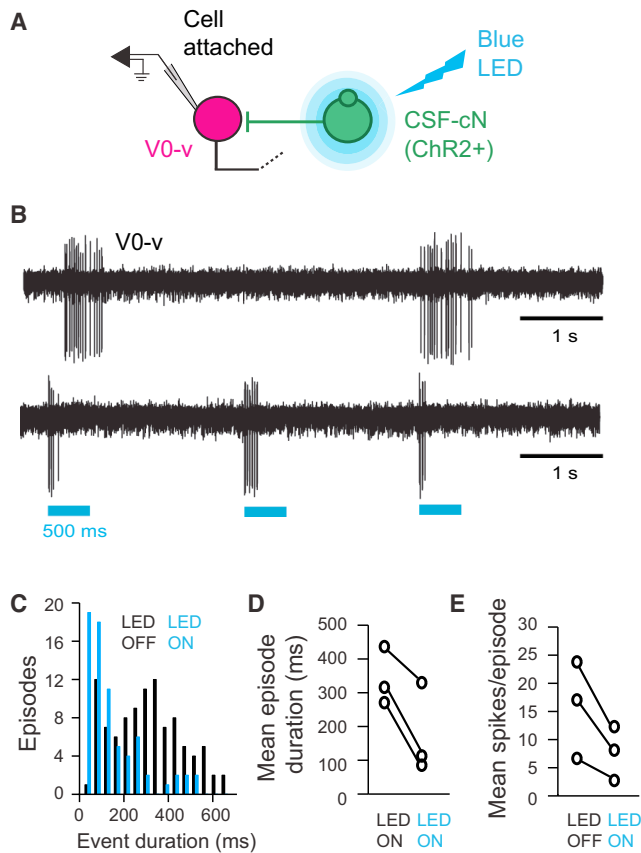 A
Cell
attached
Blue
LED
V0-v
CSF-cN
(ChR2+)
B
V0-v
1 s
1 s
500 ms
C
20
16
12
8
4
0
LED LED
OFF ON
Episodes
0 200 400 600
Event duration (ms)
D
500
400
300
200
100
000
Mean episode
duration (ms)
LED LED
ON ON
E
30
25
20
15
10
5
0
Mean spikes/episode
LED LED
OFF ON